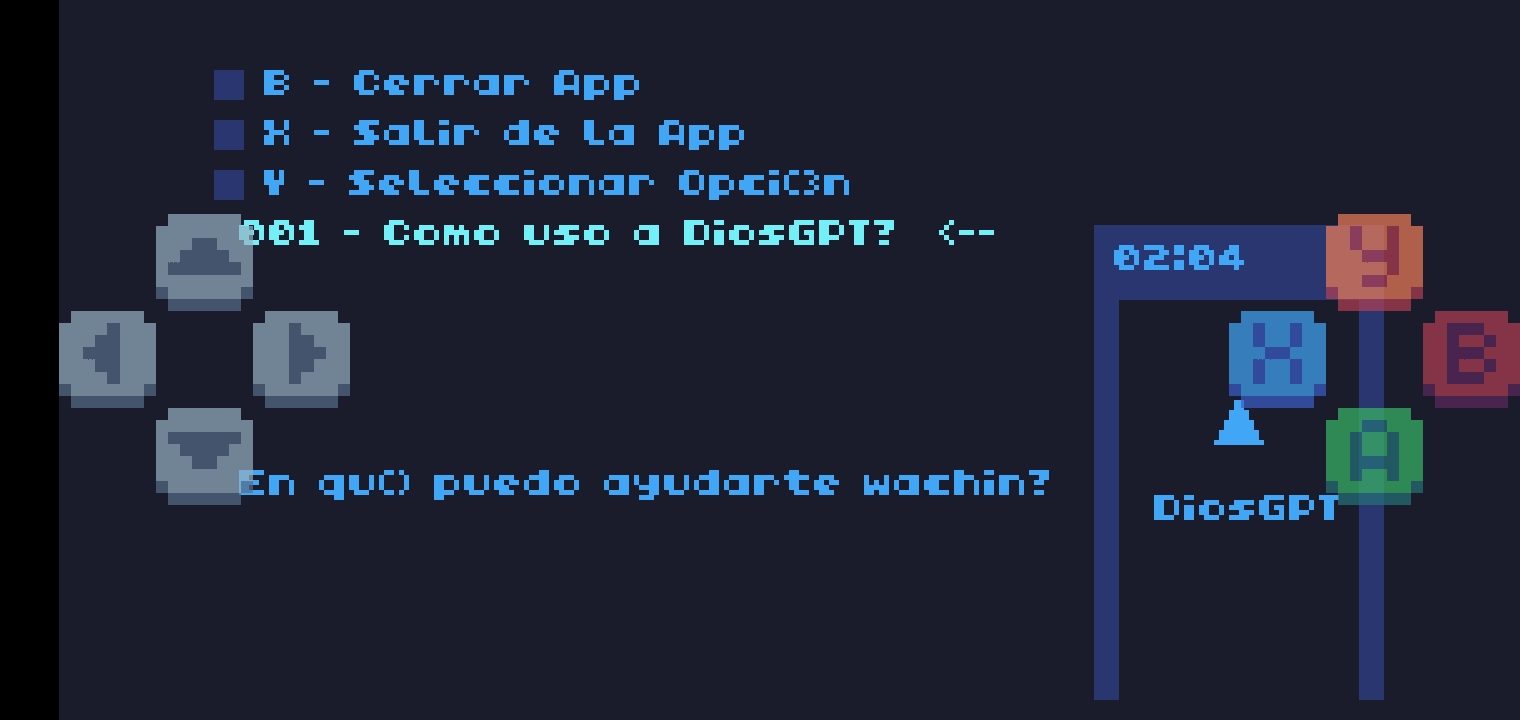 B - Cerrar App
X - Salir de la App
Y - Seleccionar Opci()n
001 - Como uso a DiosGPT? <--
02:04
Y
X
B
A
En qu() puedo ayudarte wachin?
DiosGPT